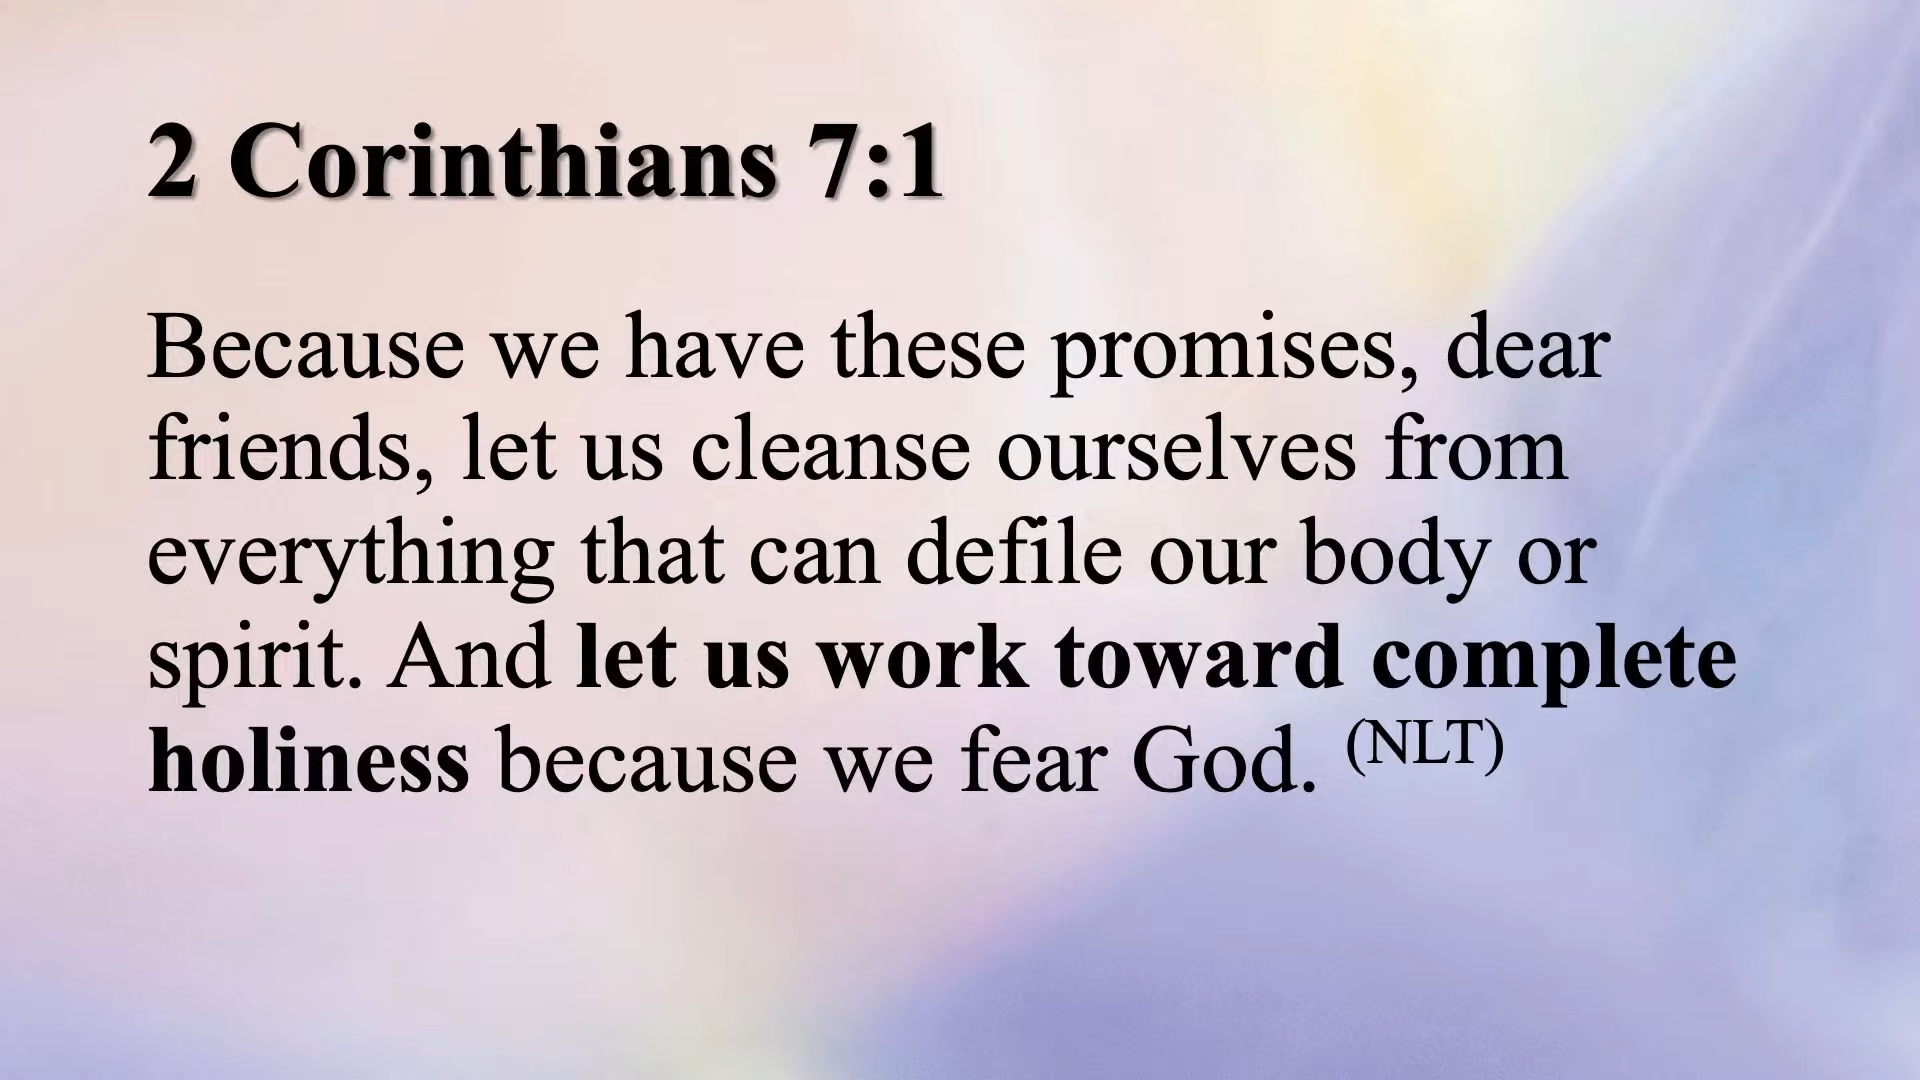 2 Corinthians 7:1
Because we have these promises, dear
friends, let us cleanse ourselves from
everything that can defile our body or
spirit. And let us work toward complete
holiness because we fear God. (NLT)